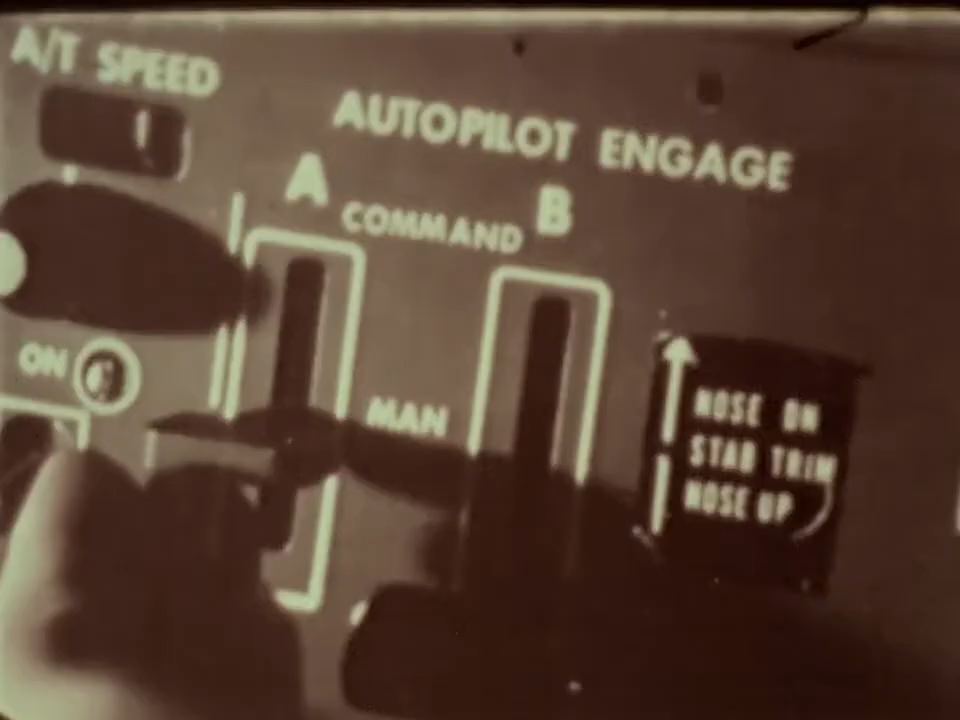 A/T SPEED
AUTOPILOT ENGAGE
A
B
COMMAND
ON
MAN
NOSE DN
STAB TRIM
NOSE UP